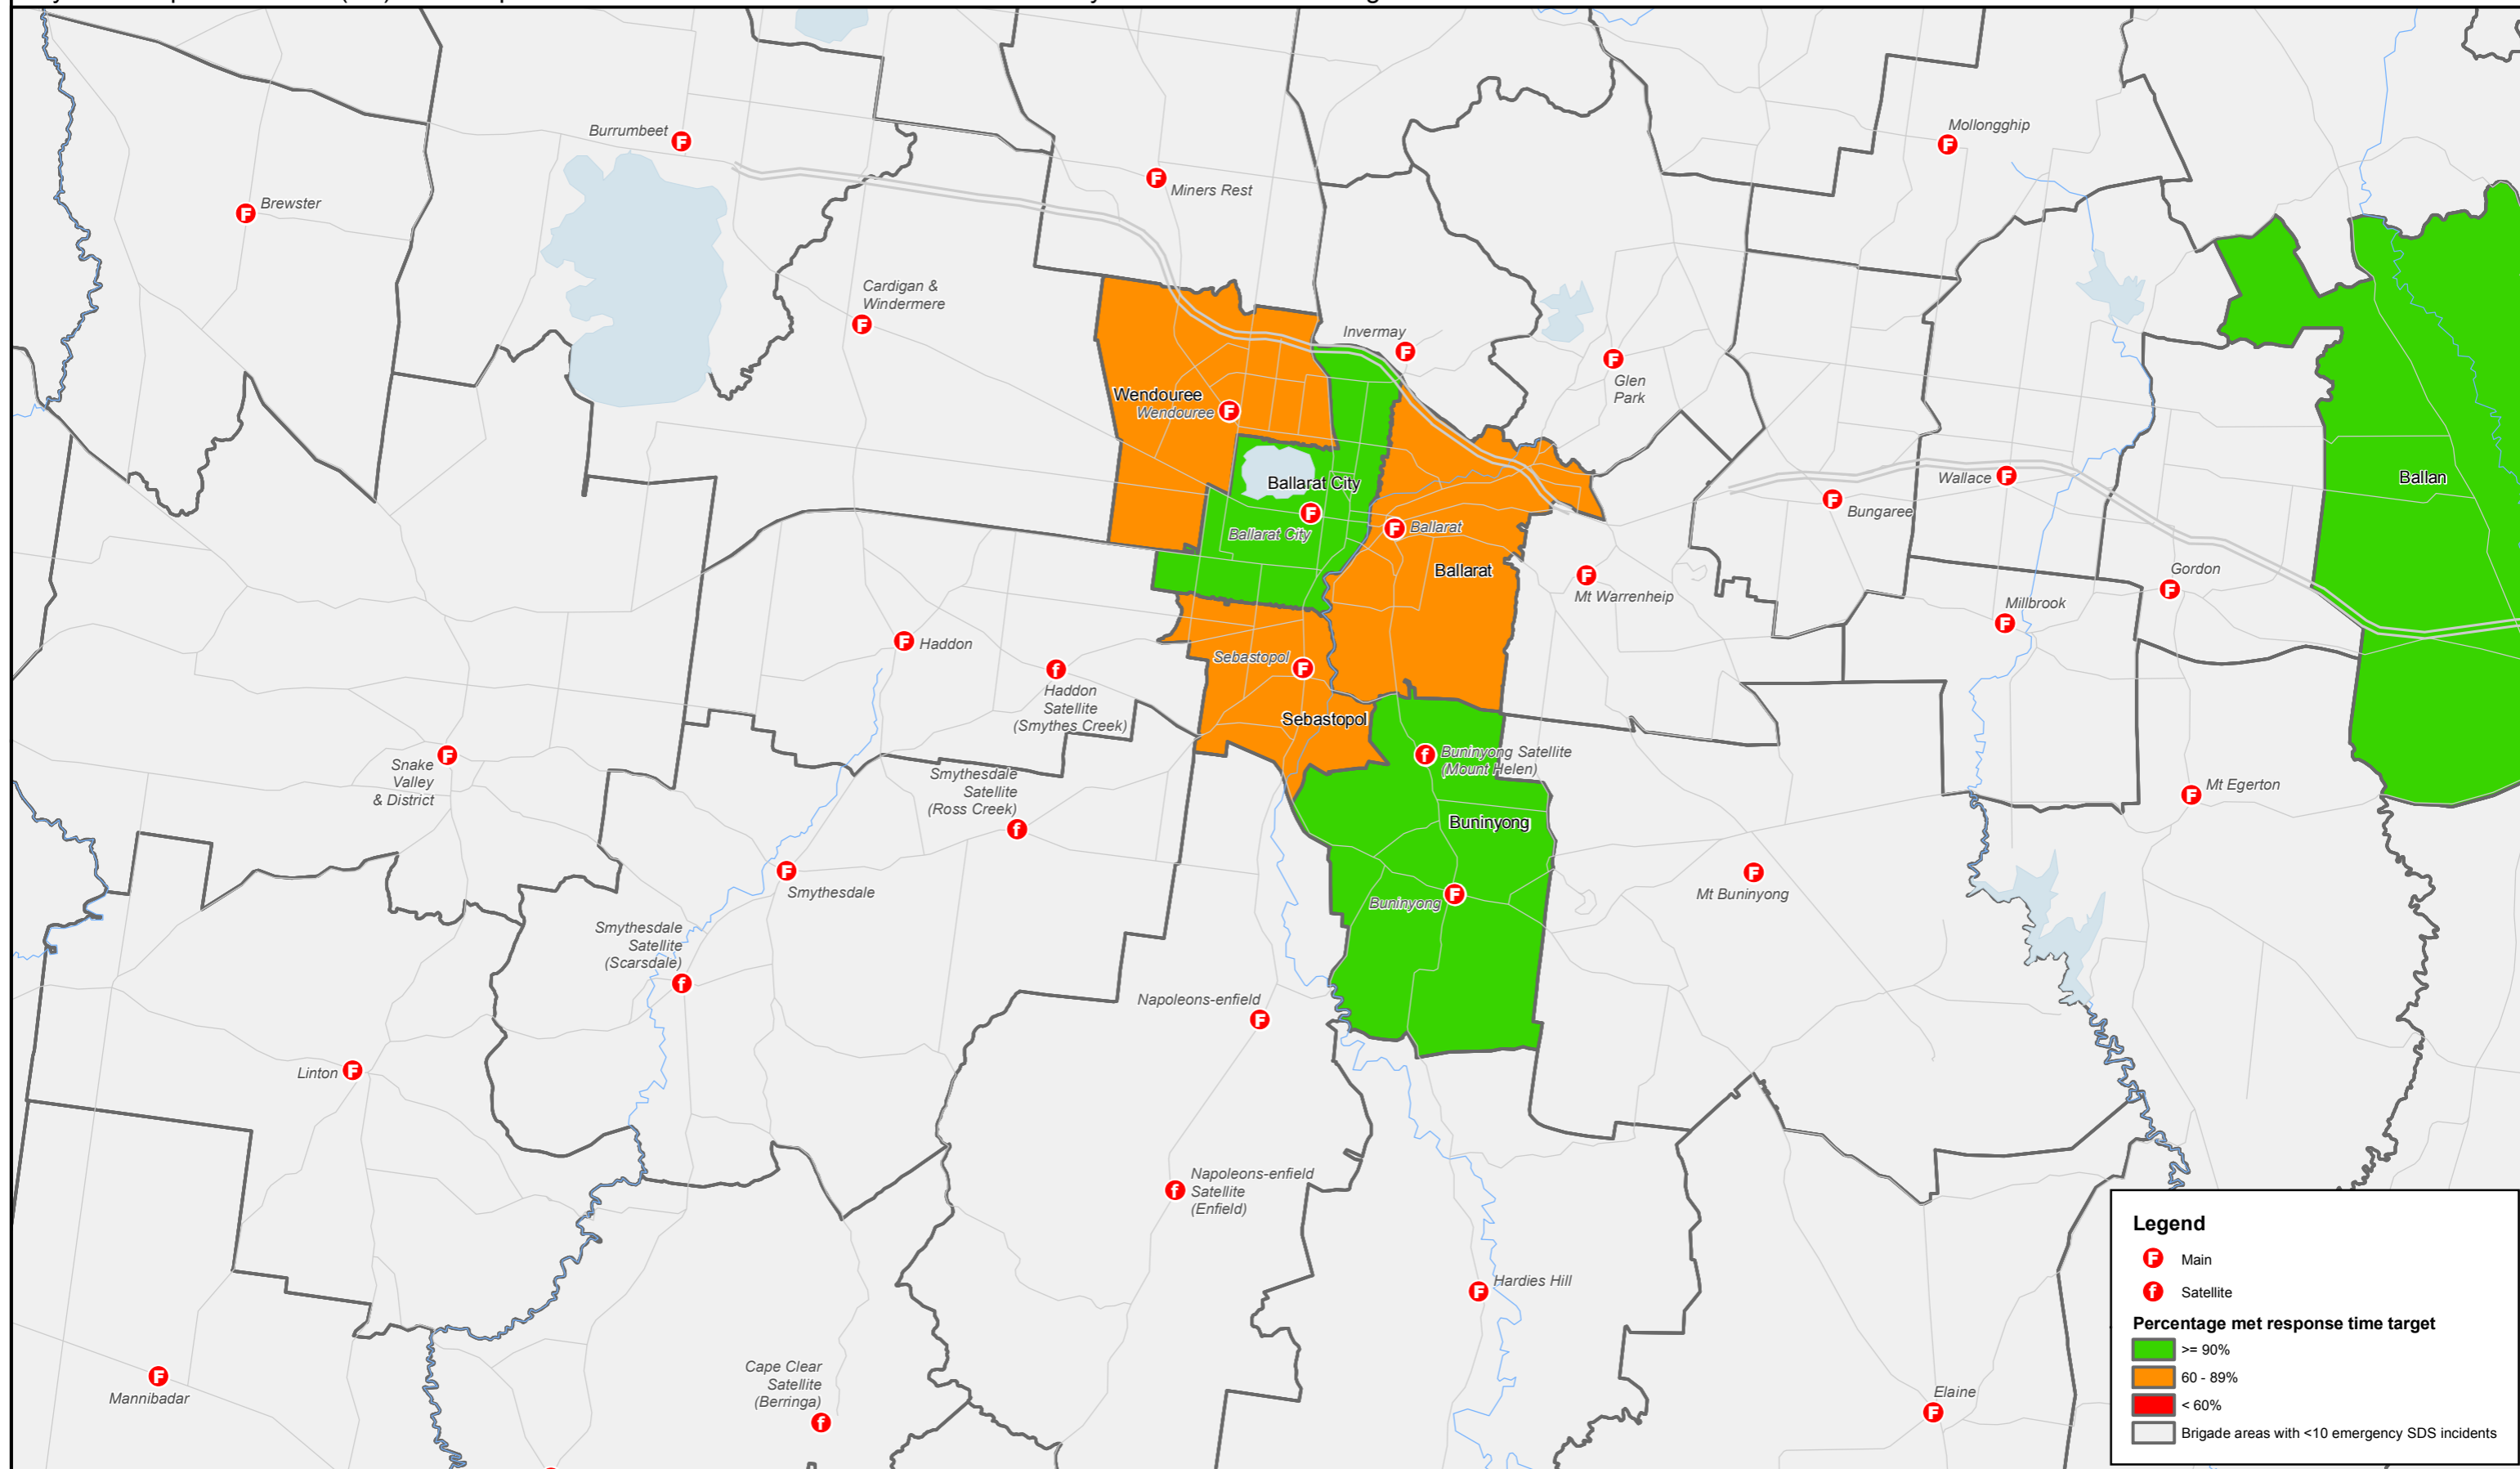 Burrumbeet
Mollongghip
Miners Rest
Brewster
Cardigan &
Windermere
Invermay
Glen
Park
Wendouree
Wendouree
Ballarat City
Ballarat City
Ballarat
Ballarat
Ballan
Wallace
Bungaree
Mt Warrenheip
Gordon
Millbrook
Haddon
Haddon
Satellite
(Smythes Creek)
Sebastopol
Sebastopol
Snake
Valley
& District
Smythesdale
Satellite
(Ross Creek)
Buninyong Satellite
(Mount Helen)
Buninyong
Mt Egerton
Smythesdale
Buninyong
Mt Buninyong
Smythesdale
Satellite
(Scarsdale)
Napoleons-enfield
Linton
Napoleons-enfield
Satellite
(Enfield)
Hardies Hill
Cape Clear
Satellite
(Berringa)
Mannibadar
Elaine
Legend
F Main
f Satellite
Percentage met response time target
>= 90%
60 - 89%
< 60%
Brigade areas with <10 emergency SDS incidents